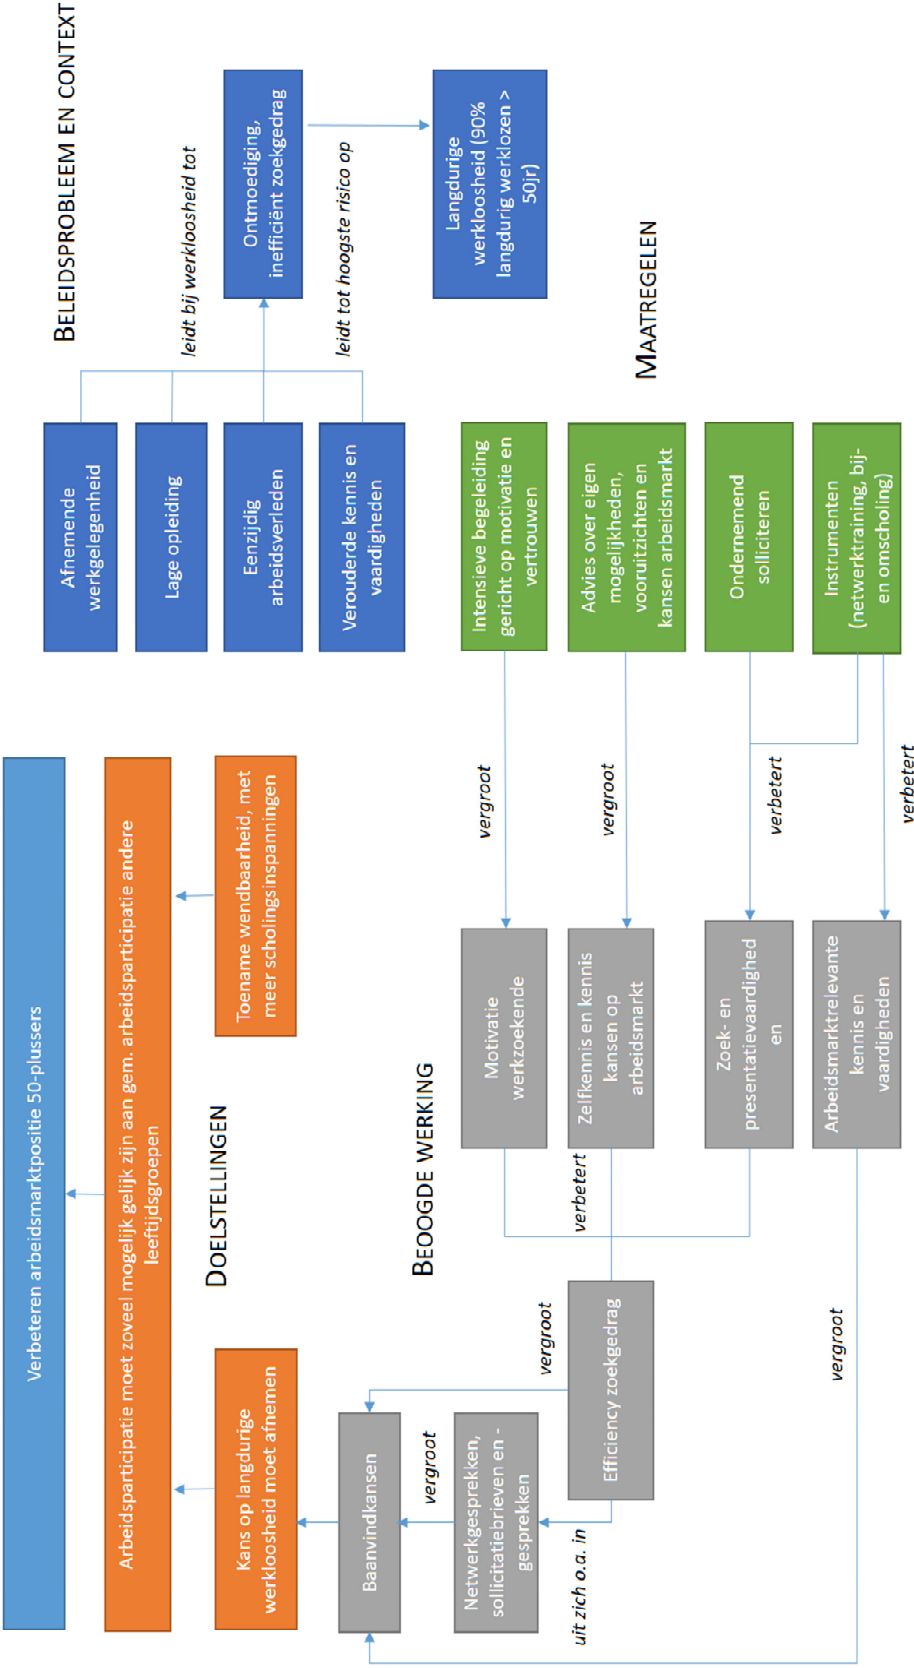 Verbeteren arbeidsmarktpositie 50-plussers
Arbeidsparticipatie moet zoveel mogelijk gelijk zijn aan gem. arbeidsparticipatie andere
leeftijdsgroepen
Kans op langdurige
werkloosheid moet afnemen
Toename wendbaarheid, met
meer scholingsinspanningen
DOELSTELLINGEN
BELEIDSPROBLEEM EN CONTEXT
Afnemende
werkgelegenheid
Lage opleiding
Eenzijdig
arbeidsverleden
Verouderde kennis en
vaardigheden
leidt bij werkloosheid tot
Ontmoediging,
inefficiënt zoekgedrag
leidt tot hoogste risico op
Langdurige
werkloosheid (90%
langdurig werklozen >
50jr)
BEOOGDE WERKING
Baanvindkansen
vergroot
Netwerkgesprekken,
sollicitatiebrieven en -
gesprekken
uit zich o.a. in
vergroot
Efficiency zoekgedrag
verbetert
vergroot
Motivatie
werkzoekende
Zelfkennis en kennis
kansen op
arbeidsmarkt
Zoek- en
presentatievaardighed
en
Arbeidsmarktrelevante
kennis en
vaardigheden
vergroot
vergroot
verbetert
verbetert
MAATREGELEN
Intensieve begeleiding
gericht op motivatie en
vertrouwen
Advies over eigen
mogelijkheden,
vooruitzichten en
kansen arbeidsmarkt
Ondernemend
solliciteren
Instrumenten
(netwerktraining, bij-
en omscholing)